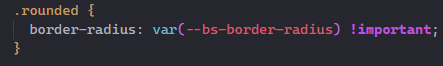 .rounded {
  border-radius: var(--bs-border-radius) !important;
}